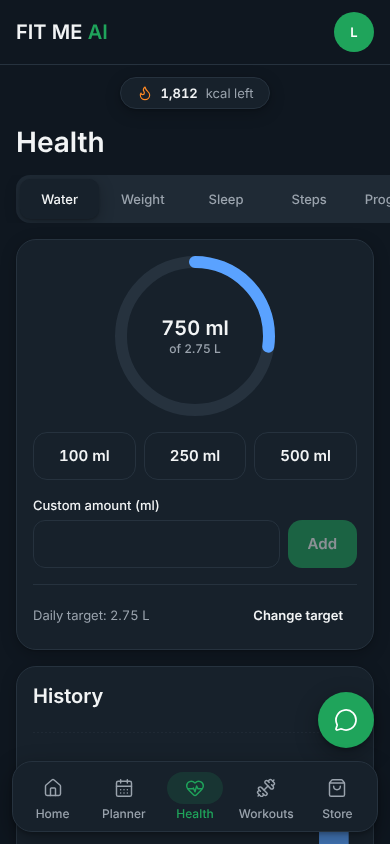 FIT ME AI
L
1,812 kcal left
Health
Water Weight Sleep Steps Prog
750 ml
of 2.75 L
100 ml 250 ml 500 ml
Custom amount (ml)
Add
Daily target: 2.75 L Change target
History
Home Planner Health Workouts Store